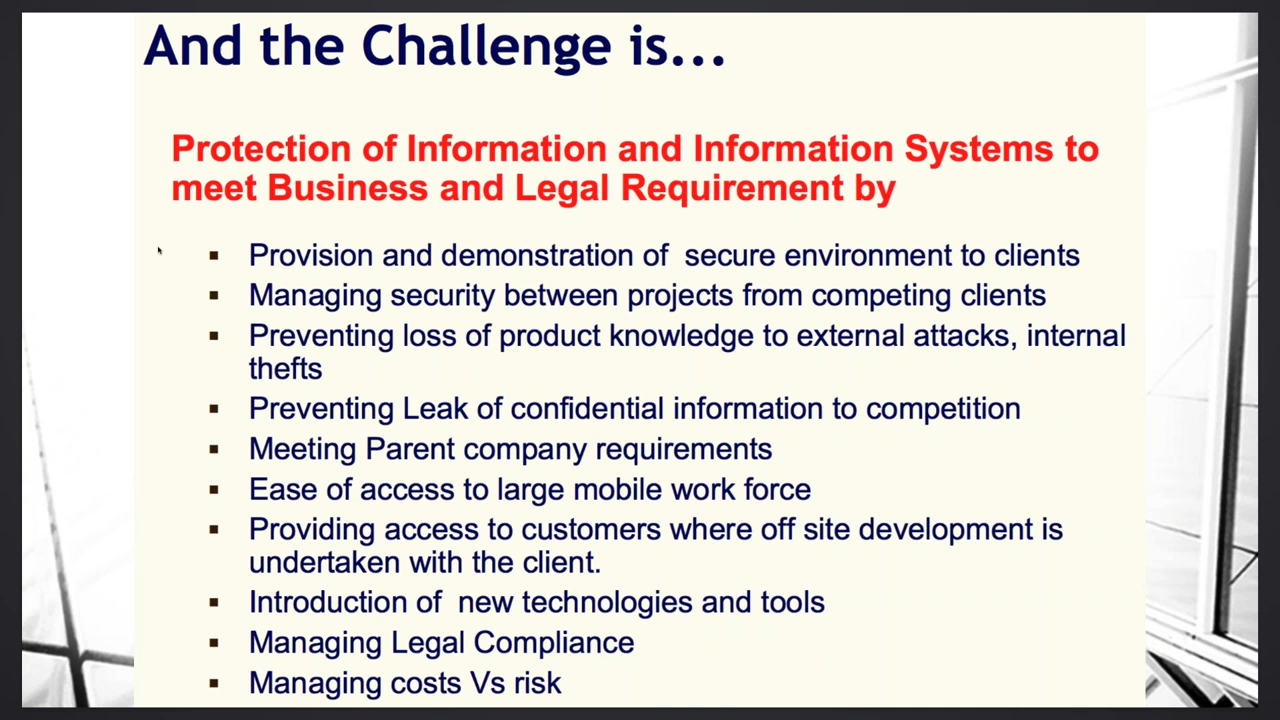 And the Challenge is...
Protection of Information and Information Systems to
meet Business and Legal Requirement by
▪ Provision and demonstration of  secure environment to clients
▪ Managing security between projects from competing clients
▪ Preventing loss of product knowledge to external attacks, internal
thefts
▪ Preventing Leak of confidential information to competition
▪ Meeting Parent company requirements
▪ Ease of access to large mobile work force
▪ Providing access to customers where off site development is
undertaken with the client.
▪ Introduction of  new technologies and tools
▪ Managing Legal Compliance
▪ Managing costs Vs risk